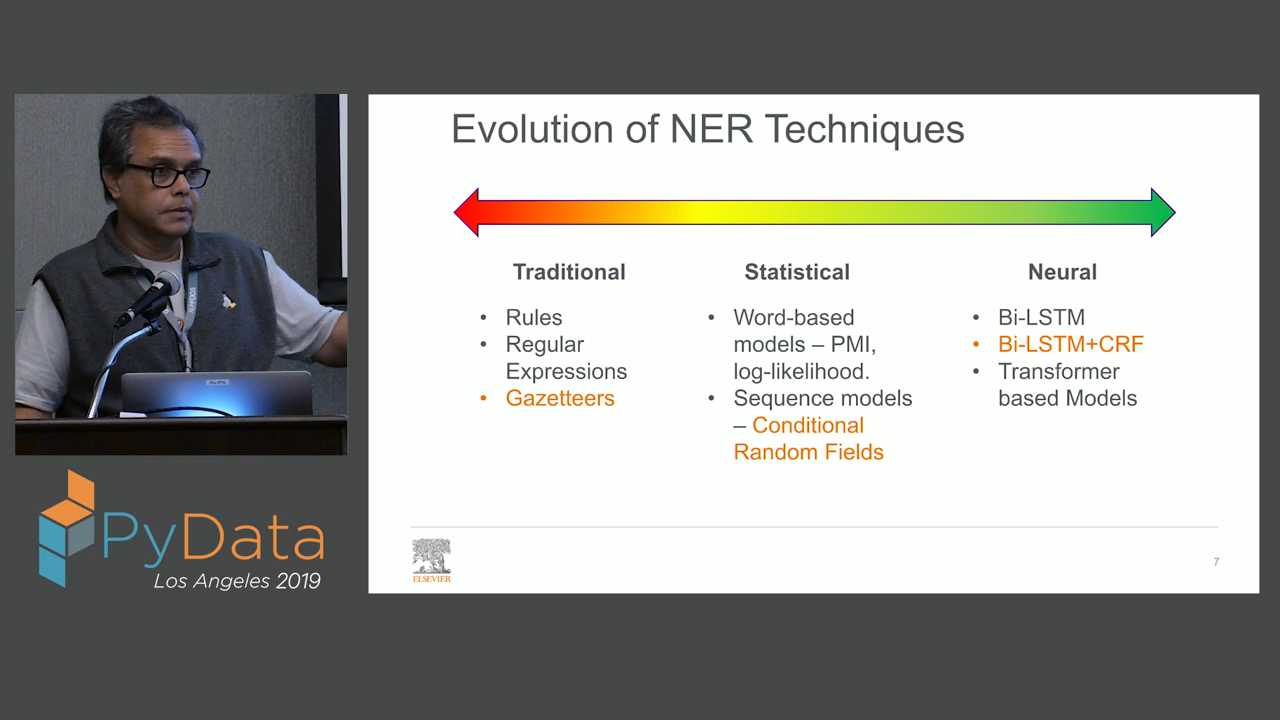 Evolution of NER Techniques
Traditional
• Rules
• Regular
Expressions
• Gazetteers
Statistical
• Word-based
models – PMI,
log-likelihood.
• Sequence models
– Conditional
Random Fields
Neural
• Bi-LSTM
• Bi-LSTM+CRF
• Transformer
based Models
ELSEVIER
7
PyData
Los Angeles 2019